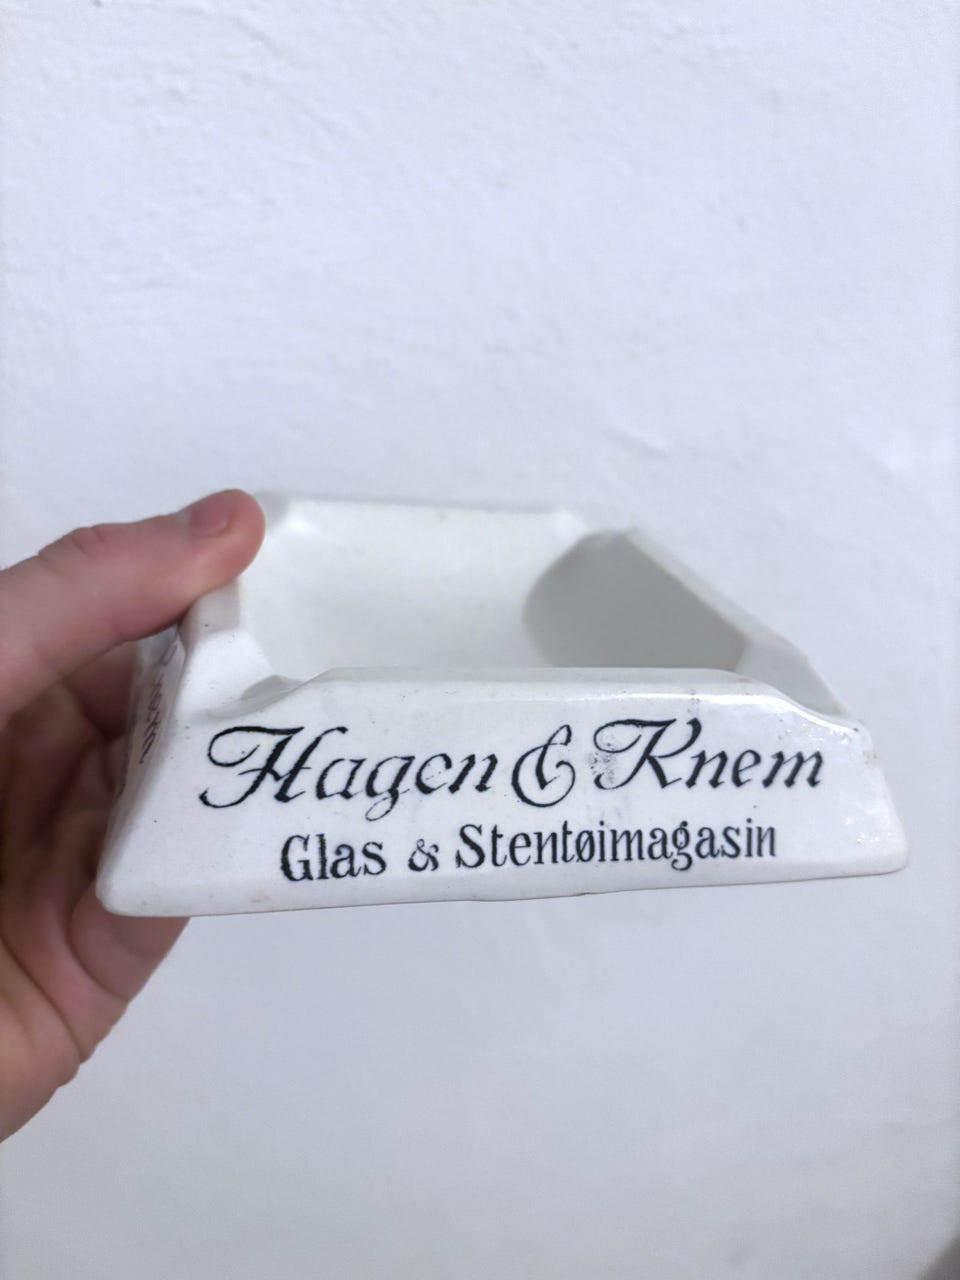 Hagen & Knem
Glas & Stentøimagasin